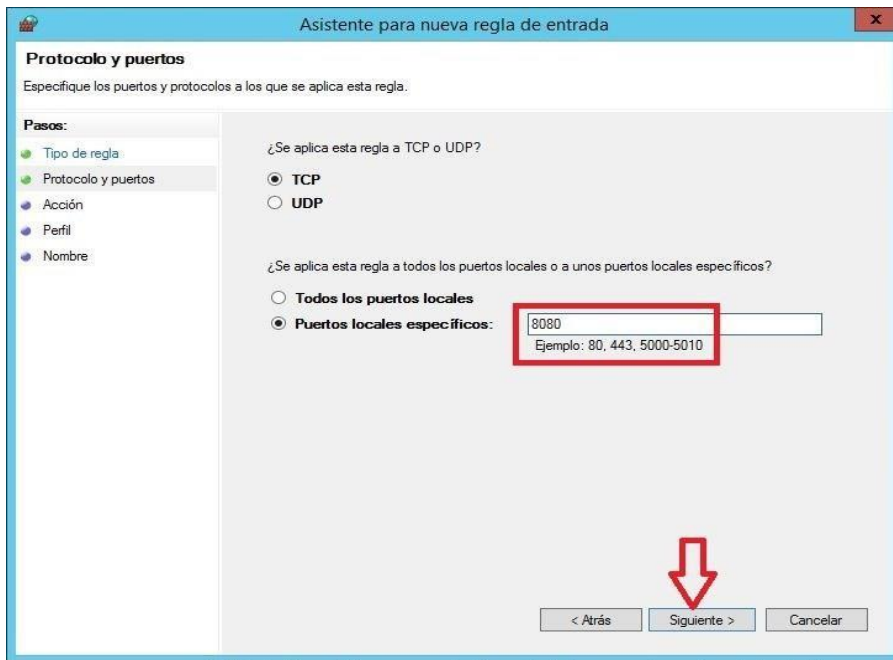 Asistente para nueva regla de entrada
x
Protocolo y puertos
Especifique los puertos y protocolos a los que se aplica esta regla.
Pasos:
Tipo de regla
Protocolo y puertos
Acción
Perfil
Nombre
¿Se aplica esta regla a TCP o UDP?
TCP
UDP
¿Se aplica esta regla a todos los puertos locales o a unos puertos locales específicos?
Todos los puertos locales
Puertos locales específicos: 8080
Ejemplo: 80, 443, 5000-5010
< Atrás Siguiente > Cancelar